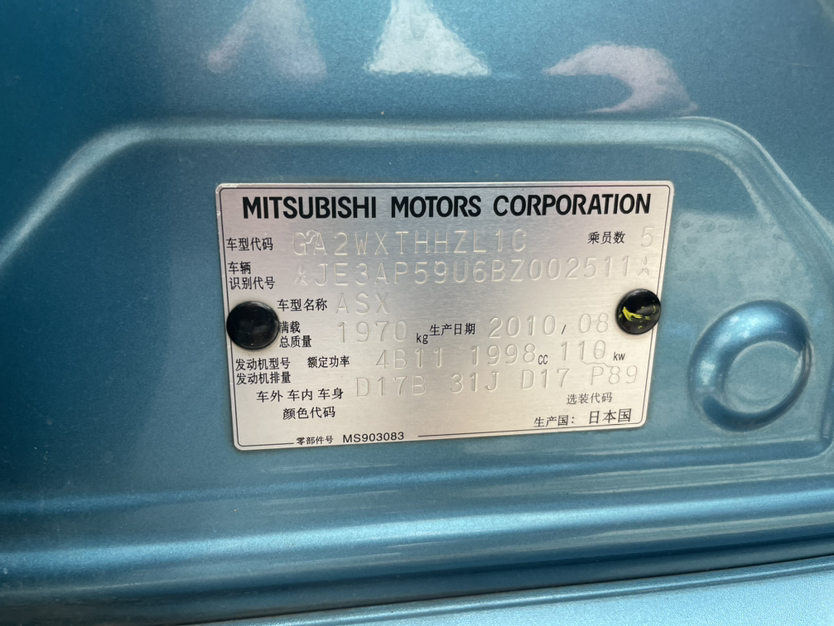 MITSUBISHI MOTORS CORPORATION
车型代码 GA2WXTHHZL1C 乘员数 5
车辆识别代号 *JE3AP59U6BZ002511*
车型名称 ASX
满载总质量 1970 kg 生产日期 2010/08
发动机型号 额定功率 4B11 1998cc 110 kw
发动机排量
车外 车内 车身 D17B 31J D17 P89
颜色代码 选装代码
生产国：日本国
零部件号 MS903083